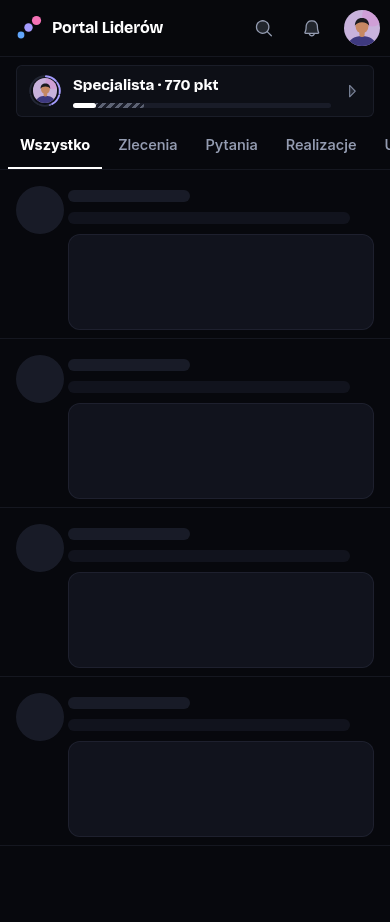 Portal Liderów
Specjalista · 770 pkt
Wszystko Zlecenia Pytania Realizacje